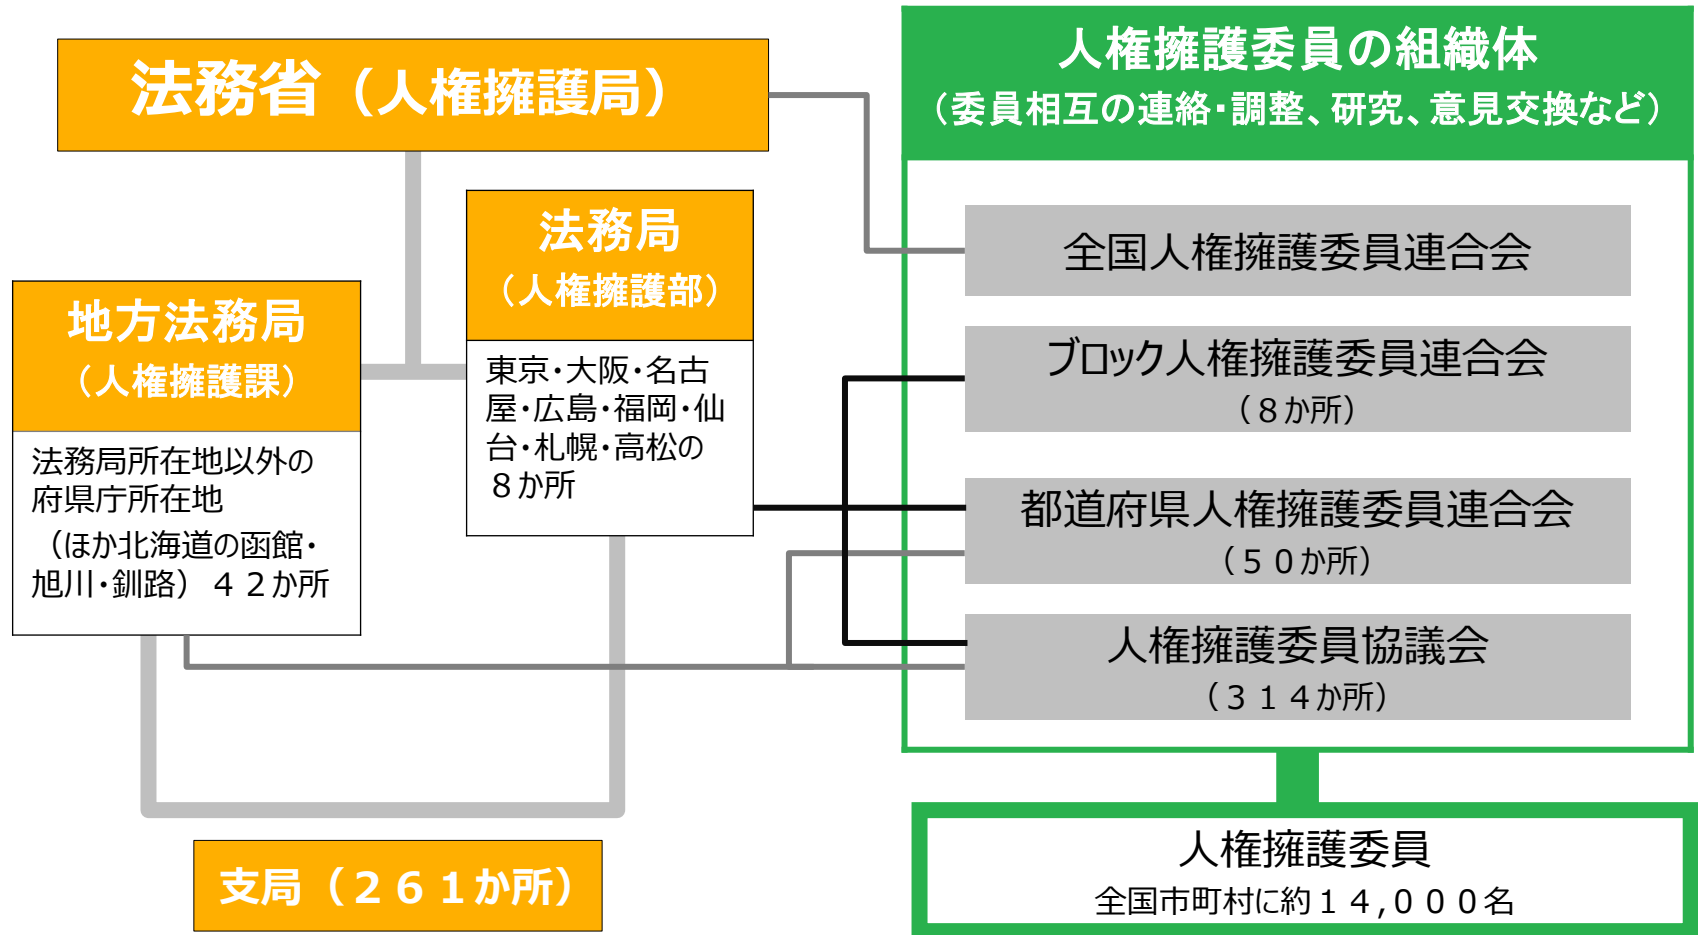 法務省（人権擁護局）
法務局
（人権擁護部）
東京・大阪・名古
屋・広島・福岡・仙
台・札幌・高松の
８か所
地方法務局
（人権擁護課）
法務局所在地以外の
府県庁所在地
（ほか北海道の函館・
旭川・釧路）４２か所
支局（２６１か所）
人権擁護委員の組織体
（委員相互の連絡・調整、研究、意見交換など）
全国人権擁護委員連合会
ブロック人権擁護委員連合会
（８か所）
都道府県人権擁護委員連合会
（５０か所）
人権擁護委員協議会
（３１４か所）
人権擁護委員
全国市町村に約１４,０００名